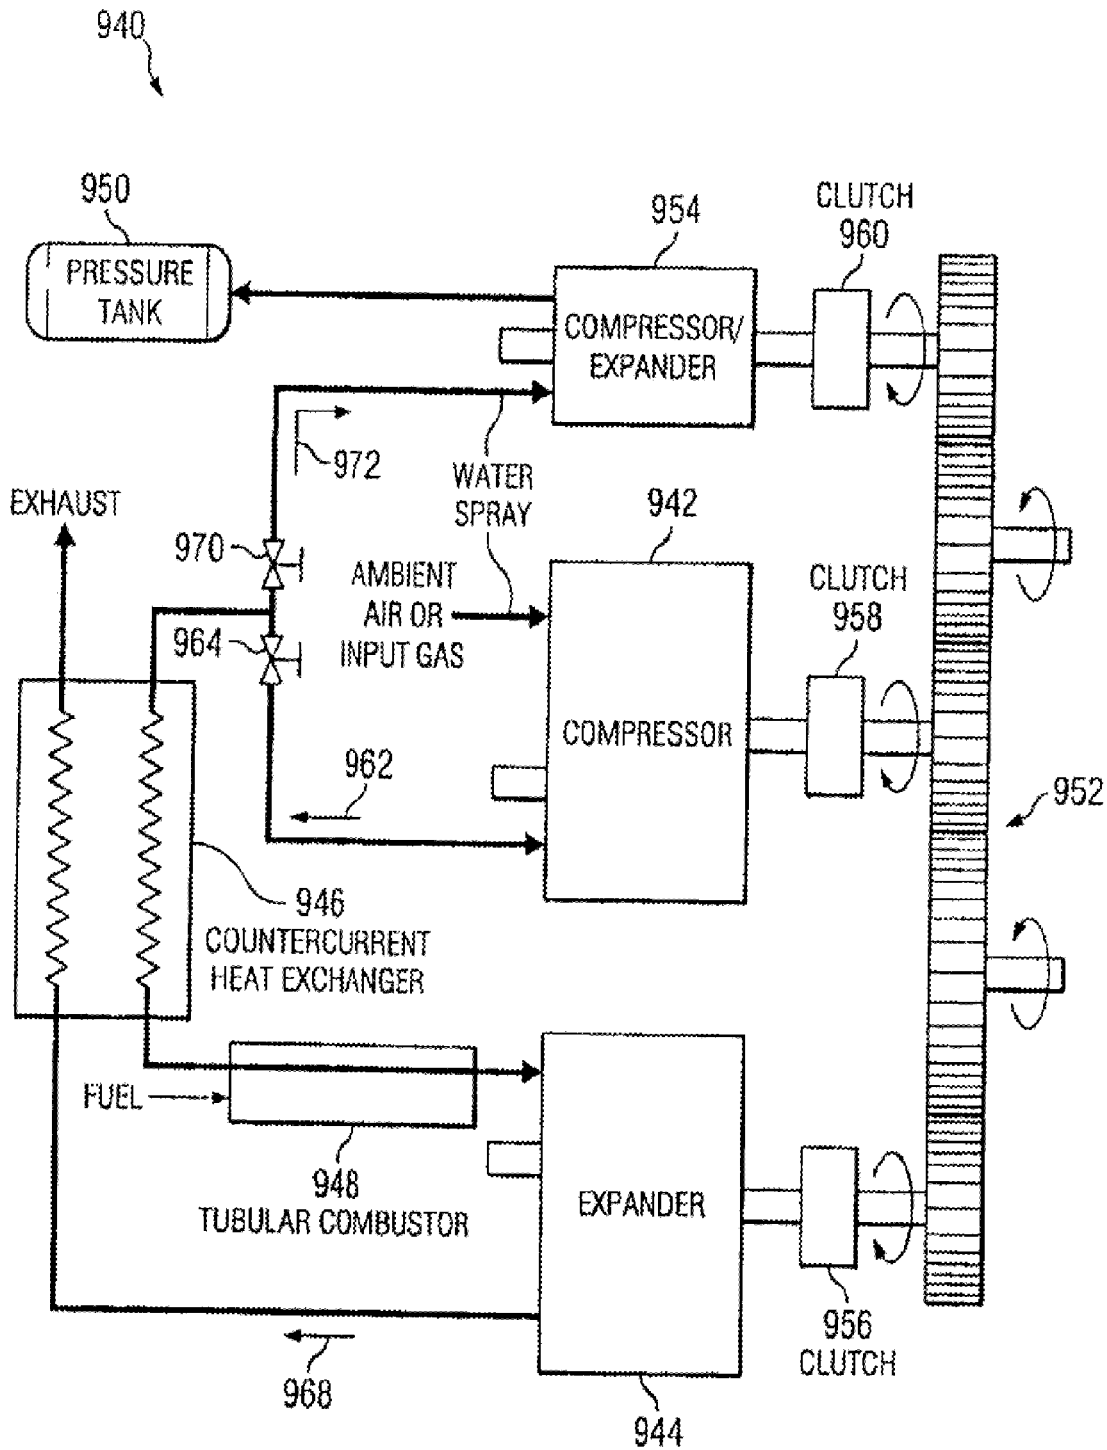 940
950
PRESSURE
TANK
954
COMPRESSOR/
EXPANDER
CLUTCH
960
972
WATER
SPRAY
EXHAUST
970
964
AMBIENT
AIR OR
INPUT GAS
942
COMPRESSOR
CLUTCH
958
962
952
946
COUNTERCURRENT
HEAT EXCHANGER
FUEL
948
TUBULAR COMBUSTOR
EXPANDER
956
CLUTCH
968
944